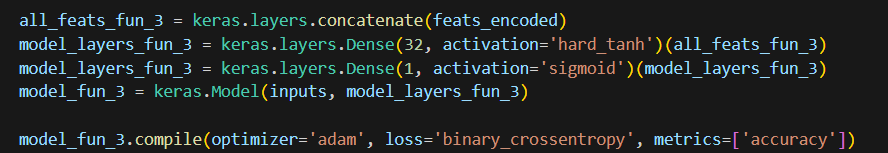 all_feats_fun_3 = keras.layers.concatenate(feats_encoded)
model_layers_fun_3 = keras.layers.Dense(32, activation='hard_tanh')(all_feats_fun_3)
model_layers_fun_3 = keras.layers.Dense(1, activation='sigmoid')(model_layers_fun_3)
model_fun_3 = keras.Model(inputs, model_layers_fun_3)
model_fun_3.compile(optimizer='adam', loss='binary_crossentropy', metrics=['accuracy'])